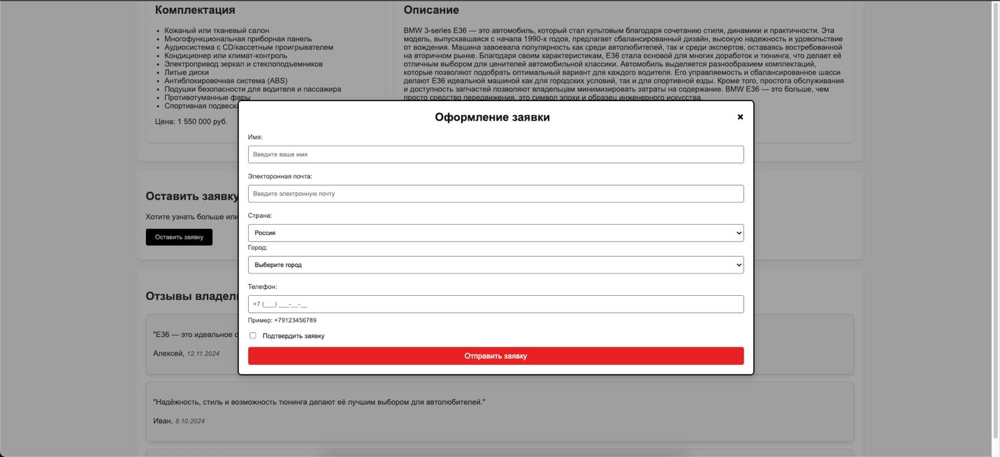 Комплектация
Кожаный или тканевый салон
Многофункциональная приборная панель
Аудиосистема с CD/кассетным проигрывателем
Кондиционер или климат-контроль
Электропривод зеркал и стеклоподъемников
Литые диски
Антиблокировочная система (ABS)
Подушки безопасности для водителя и пассажира
Противотуманные фары
Спортивная подвеска
Цена: 1 550 000 руб.
Описание
BMW 3-series E36 — это автомобиль, который стал культовым благодаря сочетанию стиля, динамики и практичности. Эта
модель, выпускавшаяся с начала 1990-х годов, предлагает сбалансированный дизайн, высокую надежность и удовольствие
от вождения. Машина завоевала популярность как среди автолюбителей, так и среди экспертов, оставаясь востребованной
на вторичном рынке. Благодаря своим характеристикам, E36 стала основой для многих доработок и тюнинга, что делает её
отличным выбором для ценителей автомобильной классики. Автомобиль выделяется разнообразием комплектаций,
которые позволяют подобрать оптимальный вариант для каждого водителя. Его управляемость и сбалансированное шасси
делают E36 идеальной машиной как для городских условий, так и для спортивной езды. Кроме того, простота обслуживания
и доступность запчастей позволяют владельцам минимизировать затраты на содержание. BMW E36 — это больше, чем
просто средство передвижения, это символ эпохи и образец инженерного искусства.
Оформление заявки
Имя:
Введите ваше имя
Электоронная почта:
Введите электронную почту
Страна:
Россия
Город:
Выберите город
Телефон:
+7 (___) ___-__-__
Пример: +79123456789
Подтвердить заявку
Отправить заявку
Оставить заявку
Хотите узнать больше или
Оставить заявку
Отзывы владел
"E36 — это идеальное с
Алексей, 12.11.2024
"Надёжность, стиль и возможность тюнинга делают её лучшим выбором для автолюбителей."
Иван, 8.10.2024